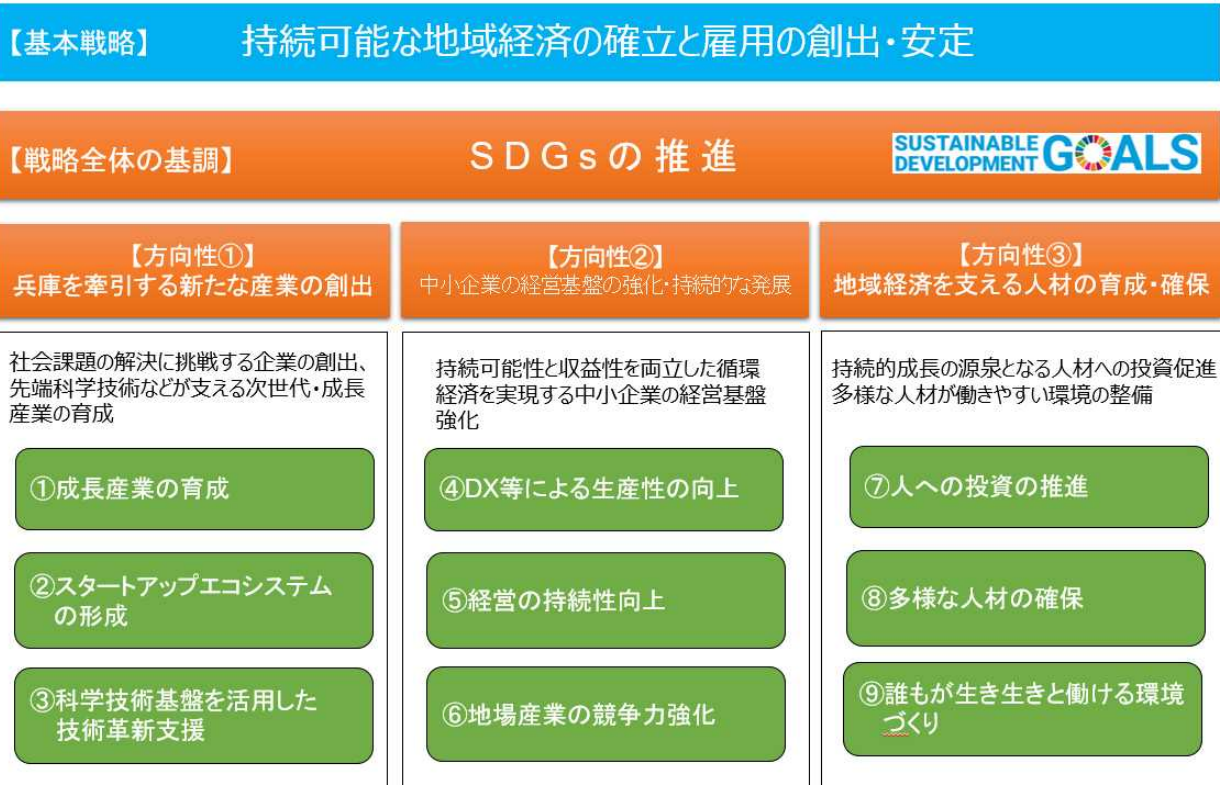 【基本戦略】 持続可能な地域経済の確立と雇用の創出・安定
【戦略全体の基調】 SDGsの推進
SUSTAINABLE
DEVELOPMENT GOALS
【方向性①】
兵庫を牽引する新たな産業の創出
社会課題の解決に挑戦する企業の創出、
先端科学技術などが支える次世代・成長
産業の育成
①成長産業の育成
②スタートアップエコシステム
の形成
③科学技術基盤を活用した
技術革新支援
【方向性②】
中小企業の経営基盤の強化・持続的な発展
持続可能性と収益性を両立した循環
経済を実現する中小企業の経営基盤
強化
④DX等による生産性の向上
⑤経営の持続性向上
⑥地場産業の競争力強化
【方向性③】
地域経済を支える人材の育成・確保
持続的成長の源泉となる人材への投資促進
多様な人材が働きやすい環境の整備
⑦人への投資の推進
⑧多様な人材の確保
⑨誰もが生き生きと働ける環境
づくり